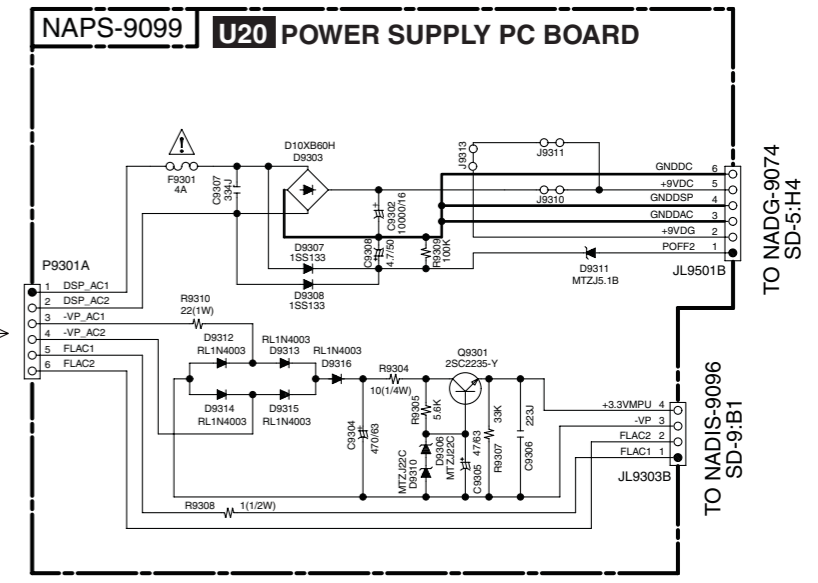 NAPS-9099
U20 POWER SUPPLY PC BOARD
D10XB60H
D9303
F9301
4A
C9307
334J
C9302
10000/16
J9313
J9311
J9310
GNDDC 6
+9VDC 5
GNDDSP 4
GNDDAC 3
+9VDG 2
POFF2 1
JL9501B
TO NADG-9074
SD-5:H4
D9307
1SS133
D9308
1SS133
C9308
4.7/50
R9309
100K
D9311
MTZJ5.1B
P9301A
1 DSP_AC1
2 DSP_AC2
3 -VP_AC1
4 -VP_AC2
5 FLAC1
6 FLAC2
R9310
22(1W)
D9312
RL1N4003
RL1N4003
D9313
RL1N4003
D9316
D9314
RL1N4003
D9315
RL1N4003
R9304
10(1/4W)
Q9301
2SC2235-Y
C9304
470/63
R9305
5.6K
D9306
MTZJ22C
MTZJ22C
D9310
47/63
C9305
33K
R9307
223J
C9306
+3.3VMPU 4
-VP 3
FLAC2 2
FLAC1 1
JL9303B
TO NADIS-9096
SD-9:B1
R9308 1(1/2W)